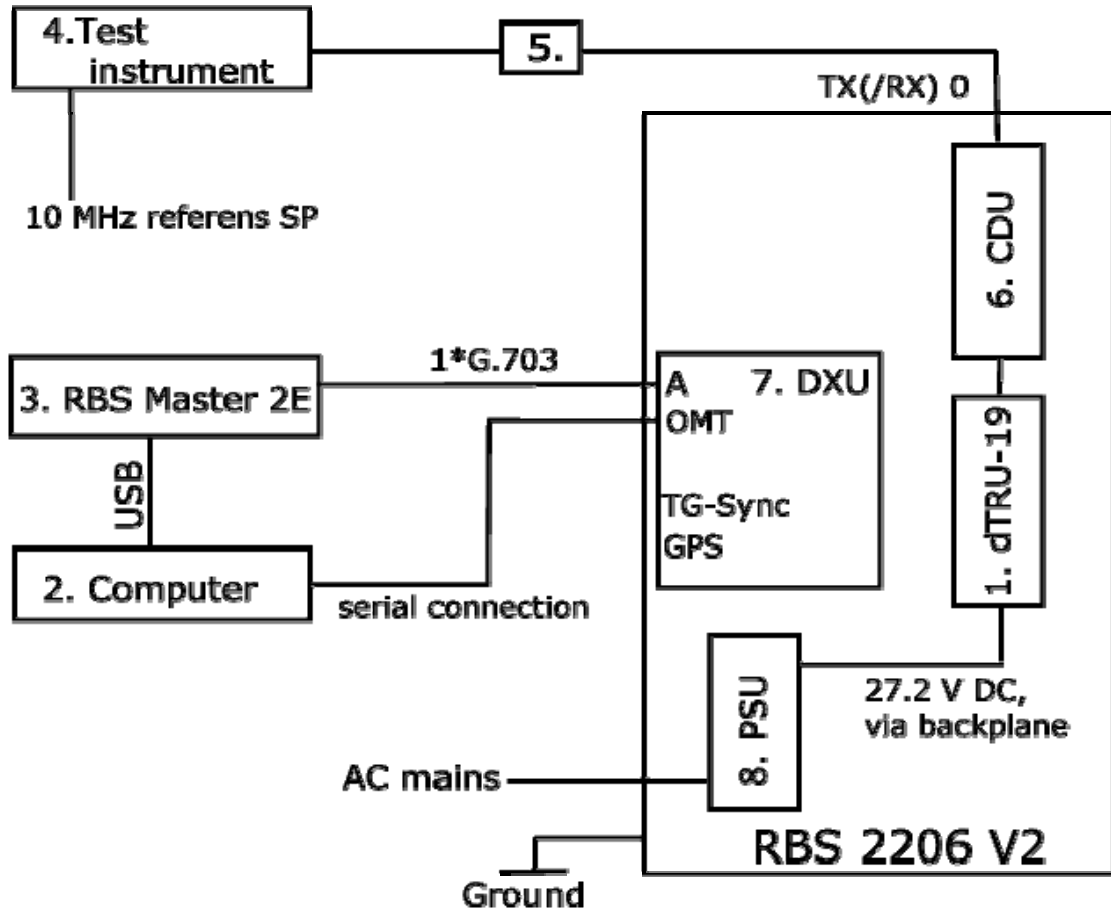 4.Test
instrument
5.
TX(/RX) 0
10 MHz referens SP
6. CDU
1*G.703
3. RBS Master 2E
A
7. DXU
OMT
USB
TG-Sync
GPS
1. dTRU-19
2. Computer
serial connection
27.2 V DC,
via backplane
8. PSU
AC mains
RBS 2206 V2
Ground